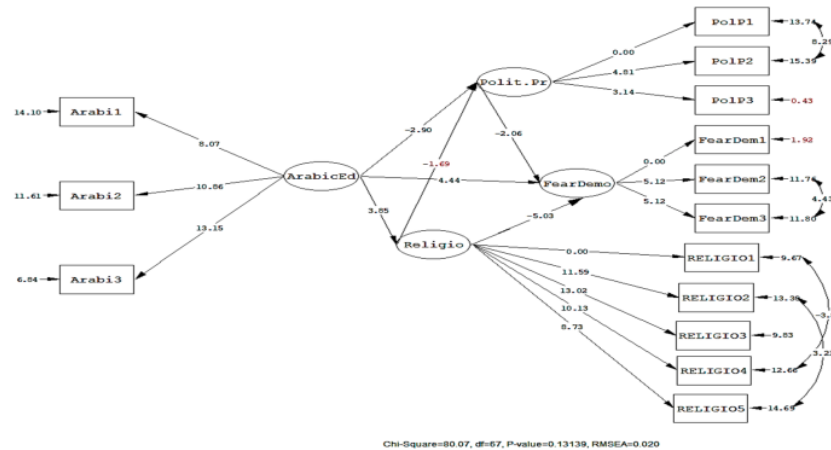 PolP1
13.74
8.29
PolP2
15.39
PolP3
0.43
0.00
4.81
3.14
Polit.Pr
14.10
Arabi1
8.07
-2.90
-2.06
-1.69
FearDem1
1.92
0.00
ArabicEd
4.44
FearDemo
5.12
FearDem2
11.76
11.61
Arabi2
10.86
3.85
5.12
FearDem3
11.80
-5.03
Religio
13.15
0.00
RELIGIO1
9.67
6.84
Arabi3
11.59
RELIGIO2
13.38
13.02
10.13
8.73
RELIGIO3
9.83
RELIGIO4
12.66
RELIGIO5
14.69
Chi-Square=80.07, df=67, P-value=0.13139, RMSEA=0.020